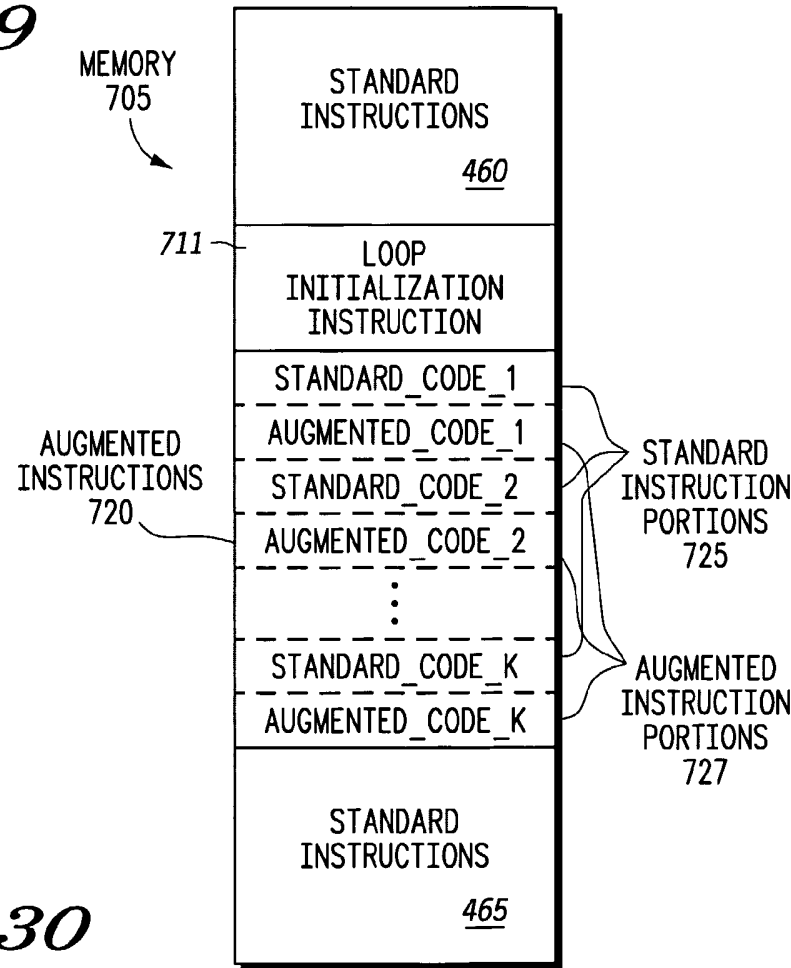 9
MEMORY
705
STANDARD
INSTRUCTIONS
460
711
LOOP
INITIALIZATION
INSTRUCTION
STANDARD_CODE_1
AUGMENTED_CODE_1
STANDARD_CODE_2
AUGMENTED_CODE_2
STANDARD_CODE_K
AUGMENTED_CODE_K
AUGMENTED
INSTRUCTIONS
720
STANDARD
INSTRUCTION
PORTIONS
725
AUGMENTED
INSTRUCTION
PORTIONS
727
STANDARD
INSTRUCTIONS
465
30